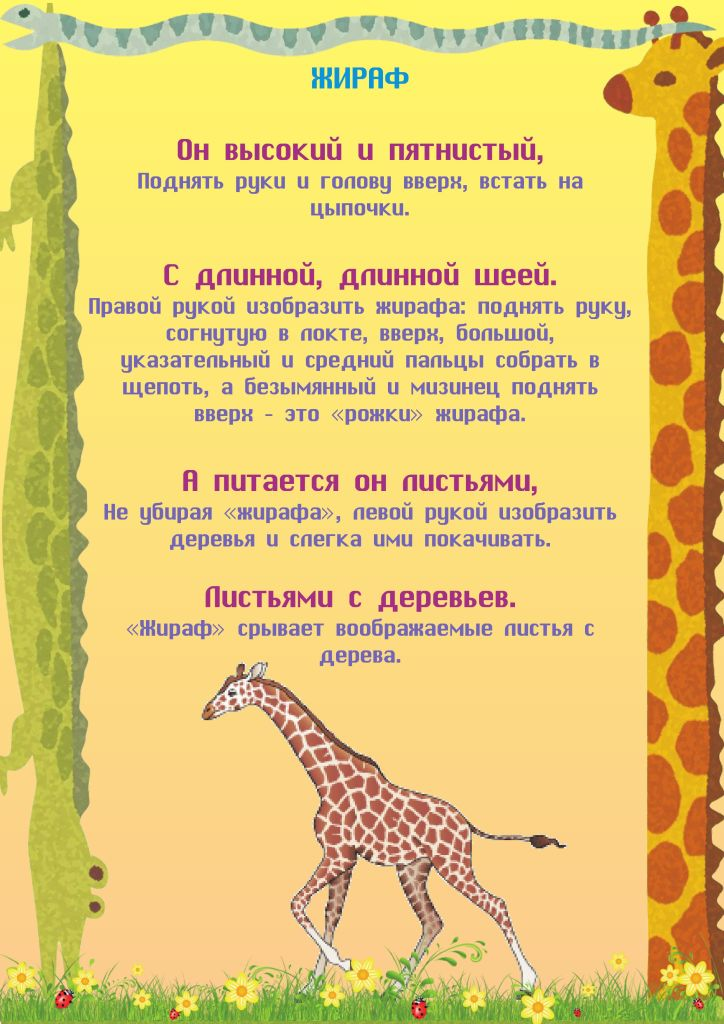 ЖИРАФ
Он высокий и пятнистый,
Поднять руки и голову вверх, встать на
цыпочки.
С длинной, длинной шеей.
Правой рукой изобразить жирафа: поднять руку,
согнутую в локте, вверх, большой,
указательный и средний пальцы собрать в
щепоть, а безымянный и мизинец поднять
вверх - это «рожки» жирафа.
А питается он листьями,
Не убирая «жирафа», левой рукой изобразить
деревья и слегка ими покачивать.
Листьями с деревьев.
«Жираф» срывает воображаемые листья с
дерева.